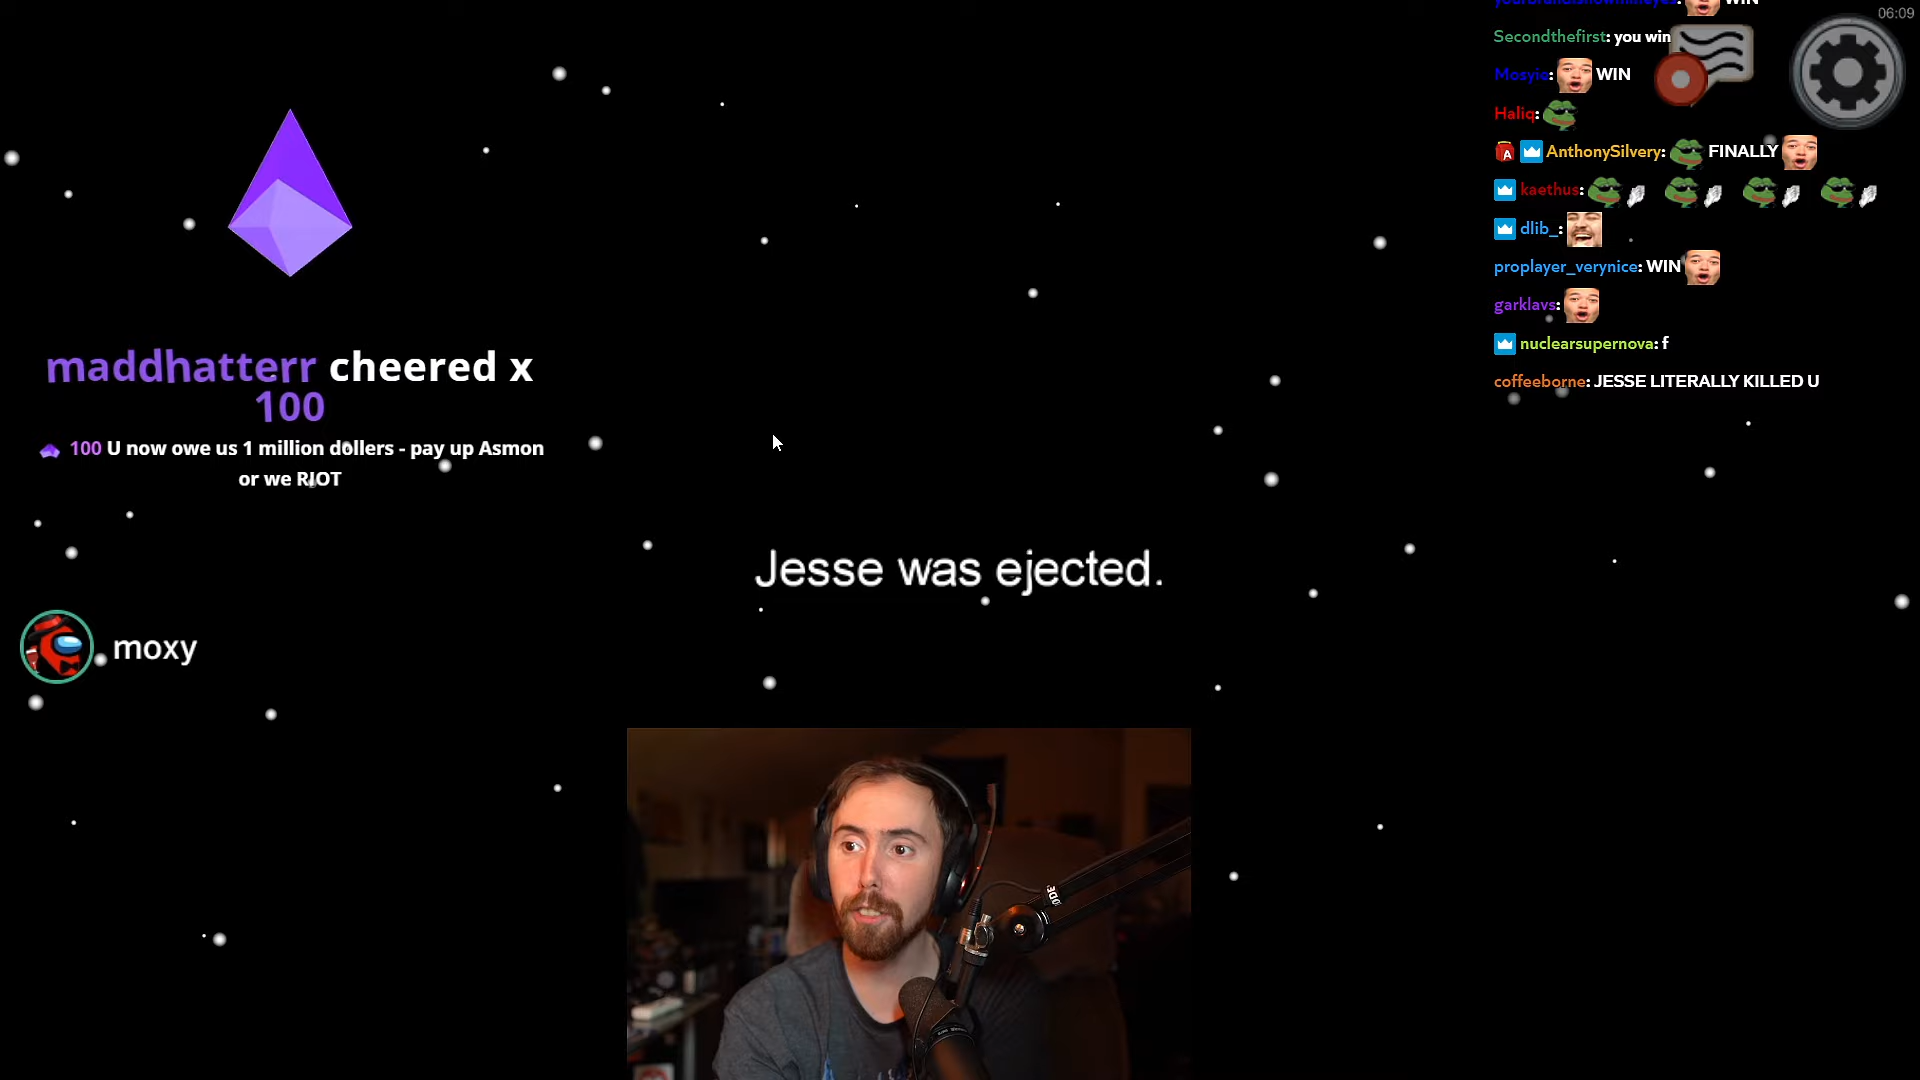 06:09
WIN
Secondthefirst: you win
Mosyie: WIN
Haliq:
AnthonySilvery: FINALLY
kaethus:
dlib_:
proplayer_verynice: WIN
garklavs:
nuclearsupernova: f
coffeeborne: JESSE LITERALLY KILLED U
maddhatterr cheered x
100
100 U now owe us 1 million dollers - pay up Asmon
or we RIOT
Jesse was ejected.
moxy